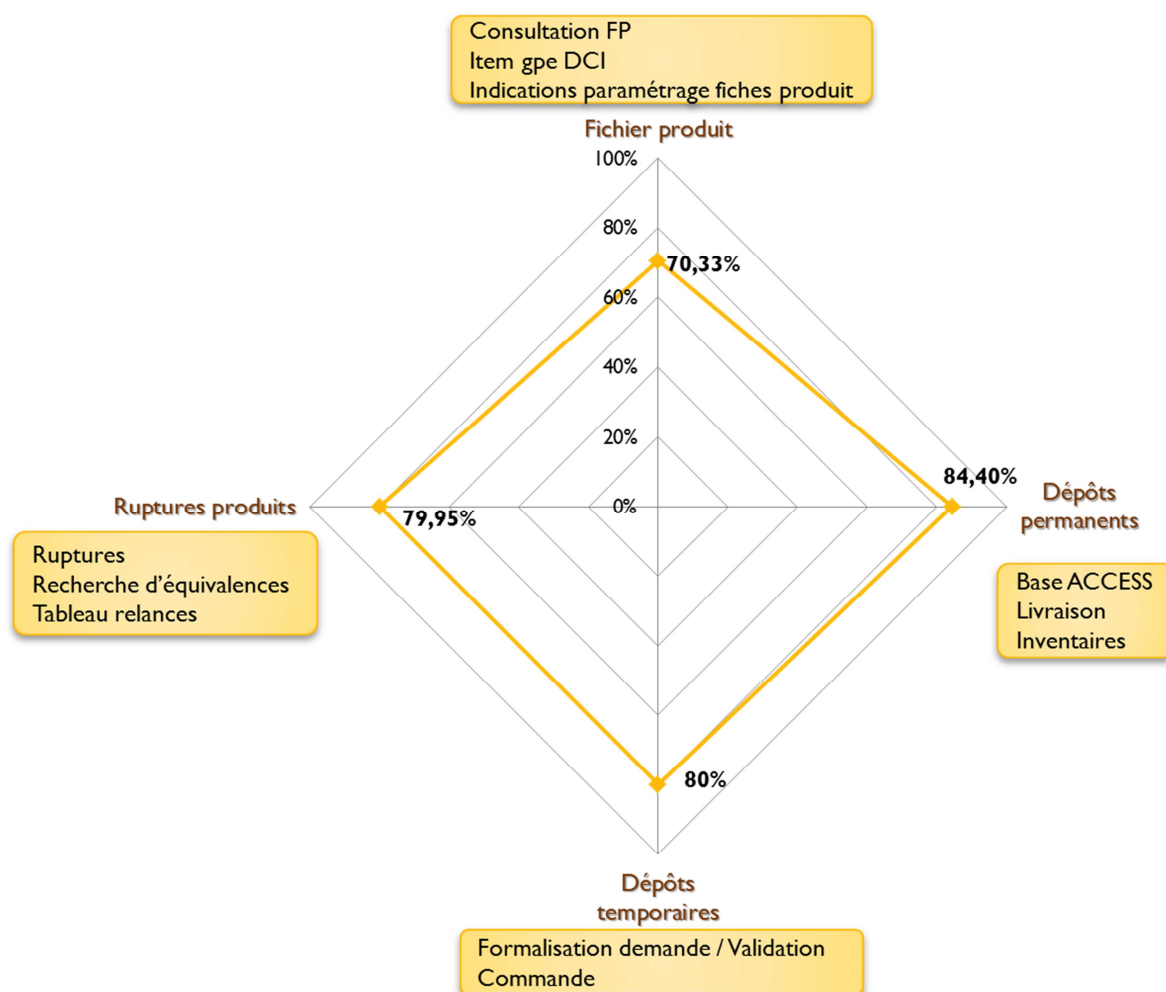 Consultation FP
Item gpe DCI
Indications paramétrage fiches produit
Fichier produit
100%
80%
70,33%
60%
40%
20%
0%
84,40%
Dépôts
permanents
Base ACCESS
Livraison
Inventaires
Ruptures produits
79,95%
Ruptures
Recherche d'équivalences
Tableau relances
80%
Dépôts
temporaires
Formalisation demande / Validation
Commande